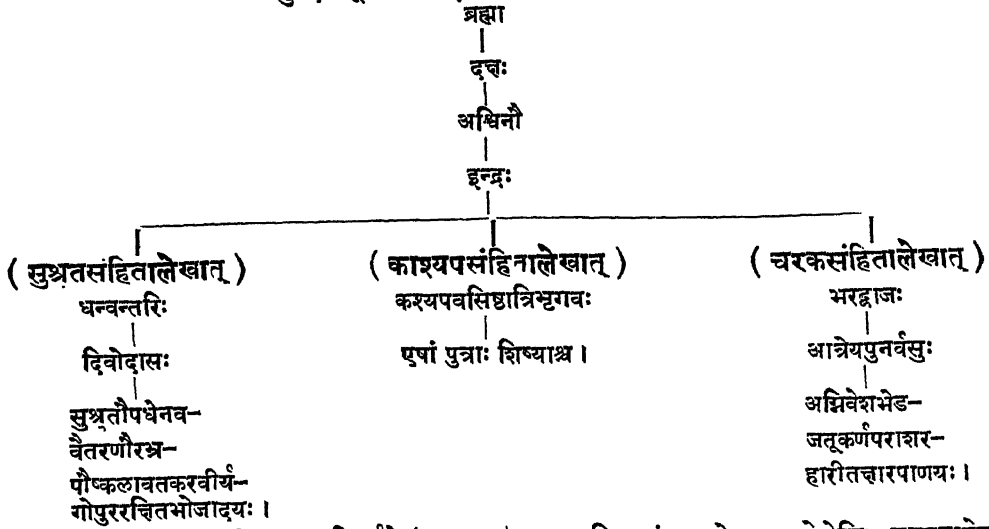 ब्रह्मा
दक्षः
अश्विनौ
इन्द्रः
( सुश्रुतसंहितालेखात् )
धन्वन्तरिः
दिवोदासः
सुश्रुतौपधेनव–
वैतरणौरभ्र–
पौष्कलावतकरवीर्य–
गोपुररक्षितभोजादयः ।
( काश्यपसंहितालेखात् )
कश्यपवसिष्ठात्रिभृगवः
एषां पुत्राः शिष्याश्च ।
( चरकसंहितालेखात् )
भरद्वाजः
आत्रेयपुनर्वसुः
अग्निवेशभेड–
जतूकर्णपराशर–
हारीतक्षारपाणयः ।